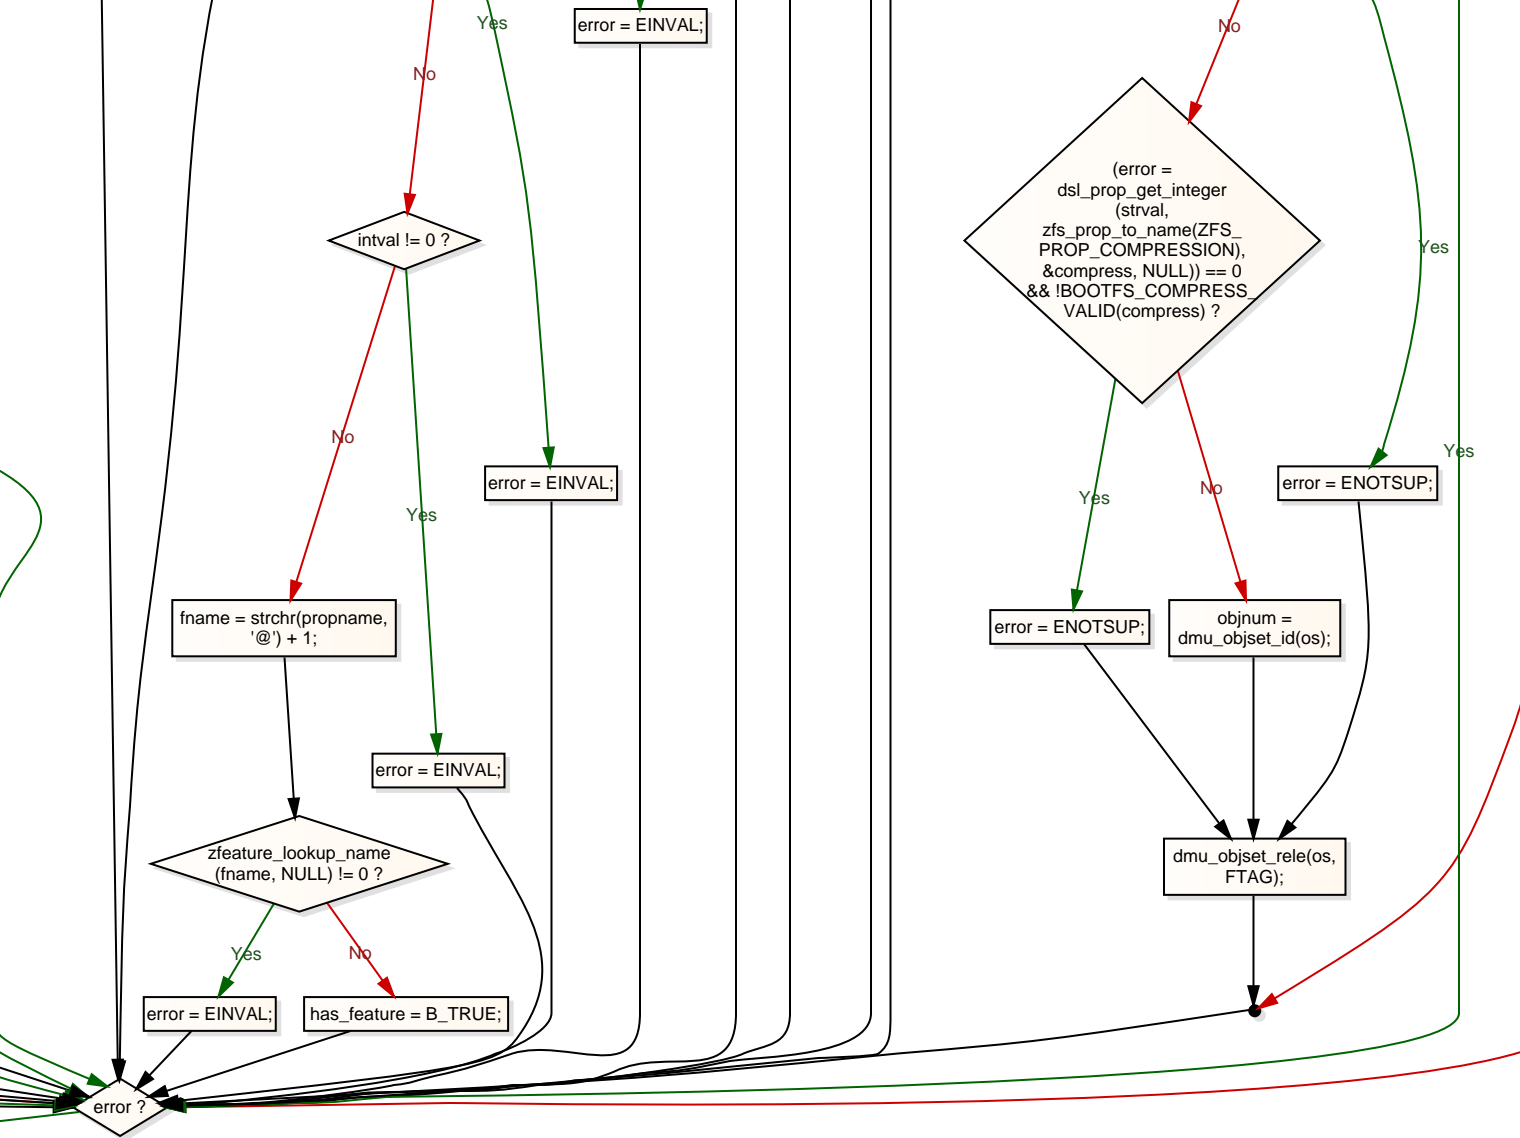 Yes
error = EINVAL;
No
No
intval != 0 ?
(error =
dsl_prop_get_integer
(strval,
zfs_prop_to_name(ZFS_
PROP_COMPRESSION),
&compress, NULL)) == 0
&& !BOOTFS_COMPRESS_
VALID(compress) ?
Yes
No
Yes
error = EINVAL;
Yes
Yes
No
error = ENOTSUP;
Yes
fname = strchr(propname,
'@') + 1;
error = ENOTSUP;
objnum =
dmu_objset_id(os);
error = EINVAL;
zfeature_lookup_name
(fname, NULL) != 0 ?
dmu_objset_rele(os,
FTAG);
Yes
No
error = EINVAL;
has_feature = B_TRUE;
error ?